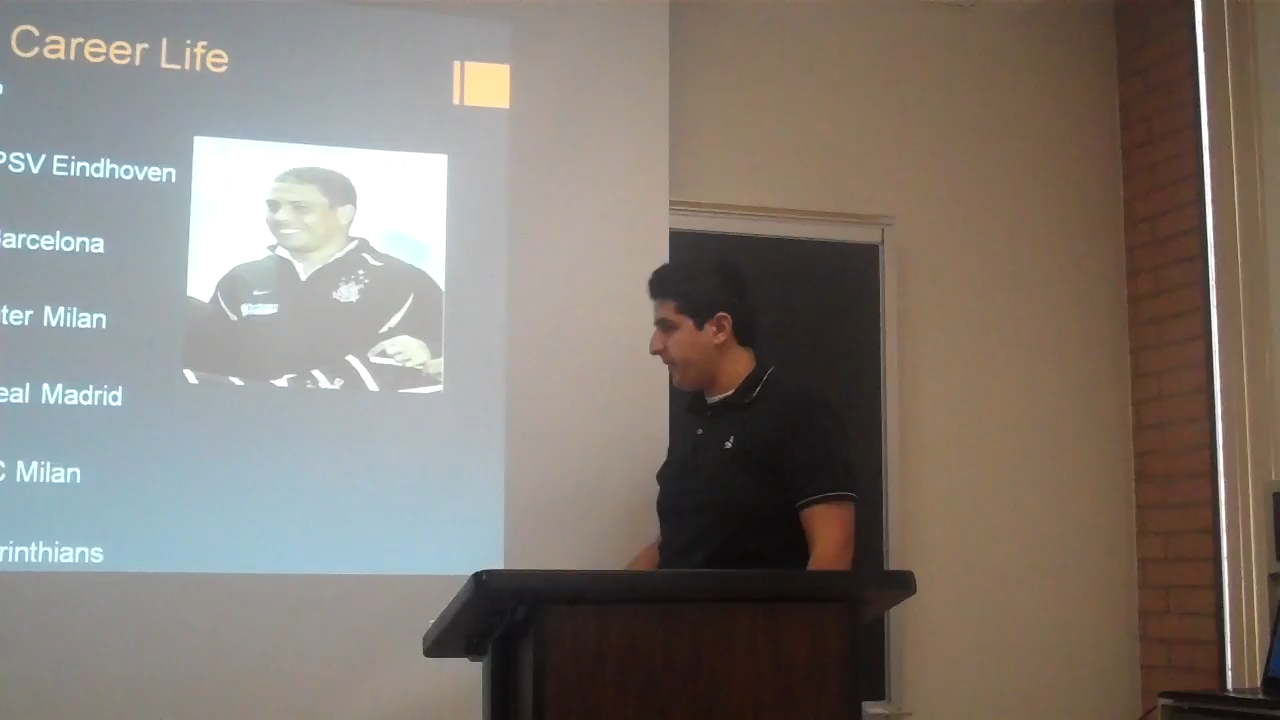 Career Life
PSV Eindhoven
arcelona
ter Milan
eal Madrid
C Milan
rinthians